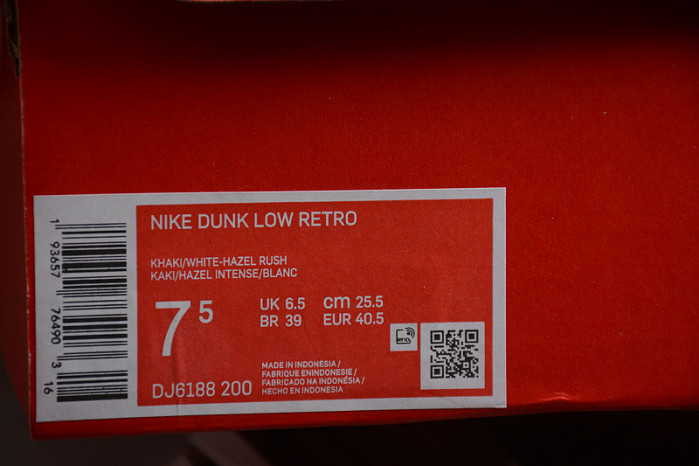 NIKE DUNK LOW RETRO
KHAKI/WHITE-HAZEL RUSH
KAKI/HAZEL INTENSE/BLANC
7 5
UK 6.5 cm 25.5
BR 39 EUR 40.5
RFID
MADE IN INDONESIA /
FABRIQUE ENINDONESIE /
FABRICADO NA INDONÉSIA /
HECHO EN INDONESIA
DJ6188 200
1 93657 76490 3 16